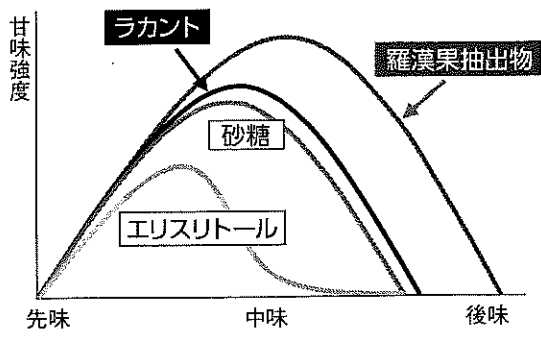 甘味強度
ラカント
羅漢果抽出物
砂糖
エリスリトール
先味
中味
後味